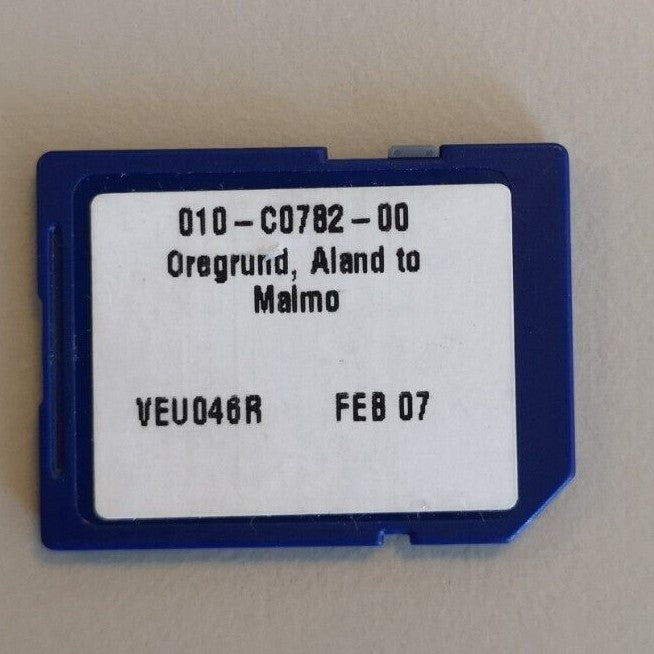 010-C0782-00
Oregrund, Aland to
Malmo
VEU046R FEB 07